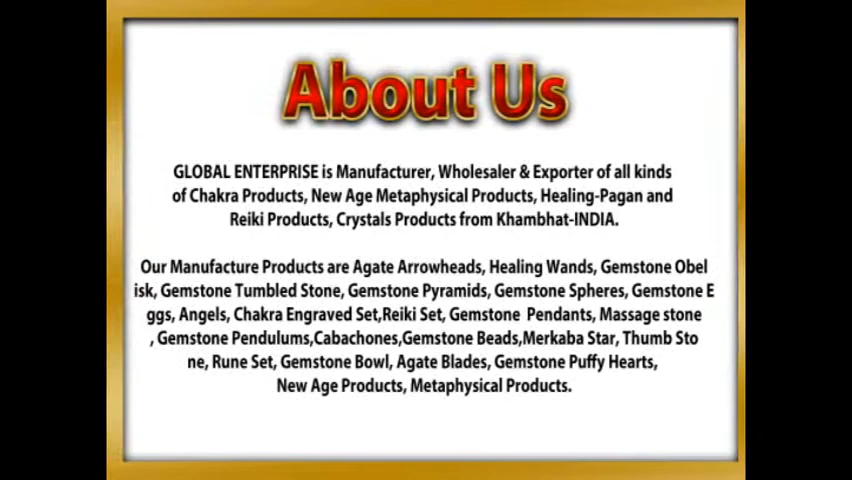 About Us
GLOBAL ENTERPRISE is Manufacturer, Wholesaler & Exporter of all kinds
of Chakra Products, New Age Metaphysical Products, Healing-Pagan and
Reiki Products, Crystals Products from Khambhat-INDIA.
Our Manufacture Products are Agate Arrowheads, Healing Wands, Gemstone Obel
isk, Gemstone Tumbled Stone, Gemstone Pyramids, Gemstone Spheres, Gemstone E
ggs, Angels, Chakra Engraved Set,Reiki Set, Gemstone Pendants, Massage stone
, Gemstone Pendulums,Cabachones,Gemstone Beads,Merkaba Star, Thumb Sto
ne, Rune Set, Gemstone Bowl, Agate Blades, Gemstone Puffy Hearts,
New Age Products, Metaphysical Products.